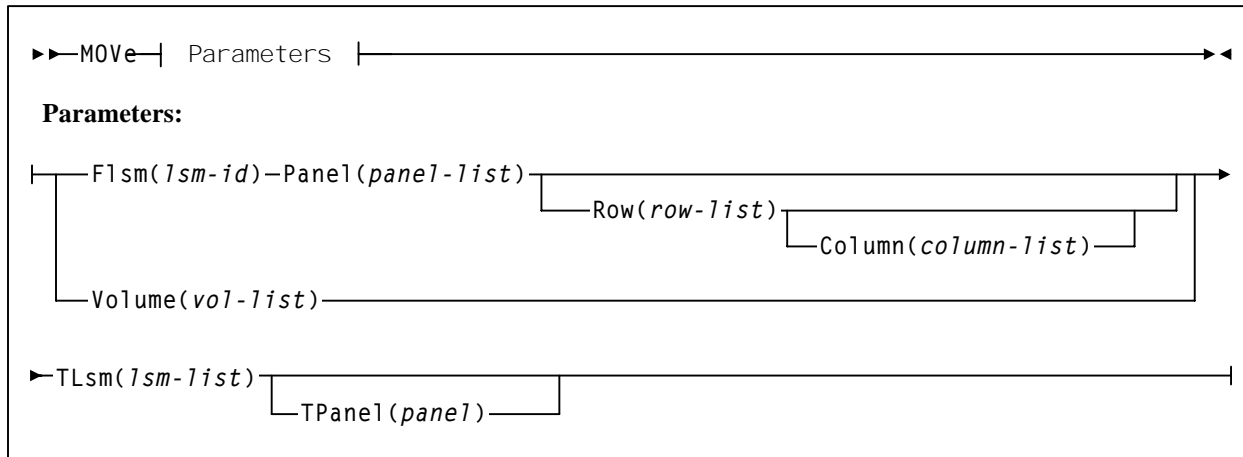 MOVe Parameters
Parameters:
Flsm(lsm-id) Panel(panel-list)
Row(row-list)
Column(column-list)
Volume(vol-list)
TLsm(lsm-list)
TPanel(panel)